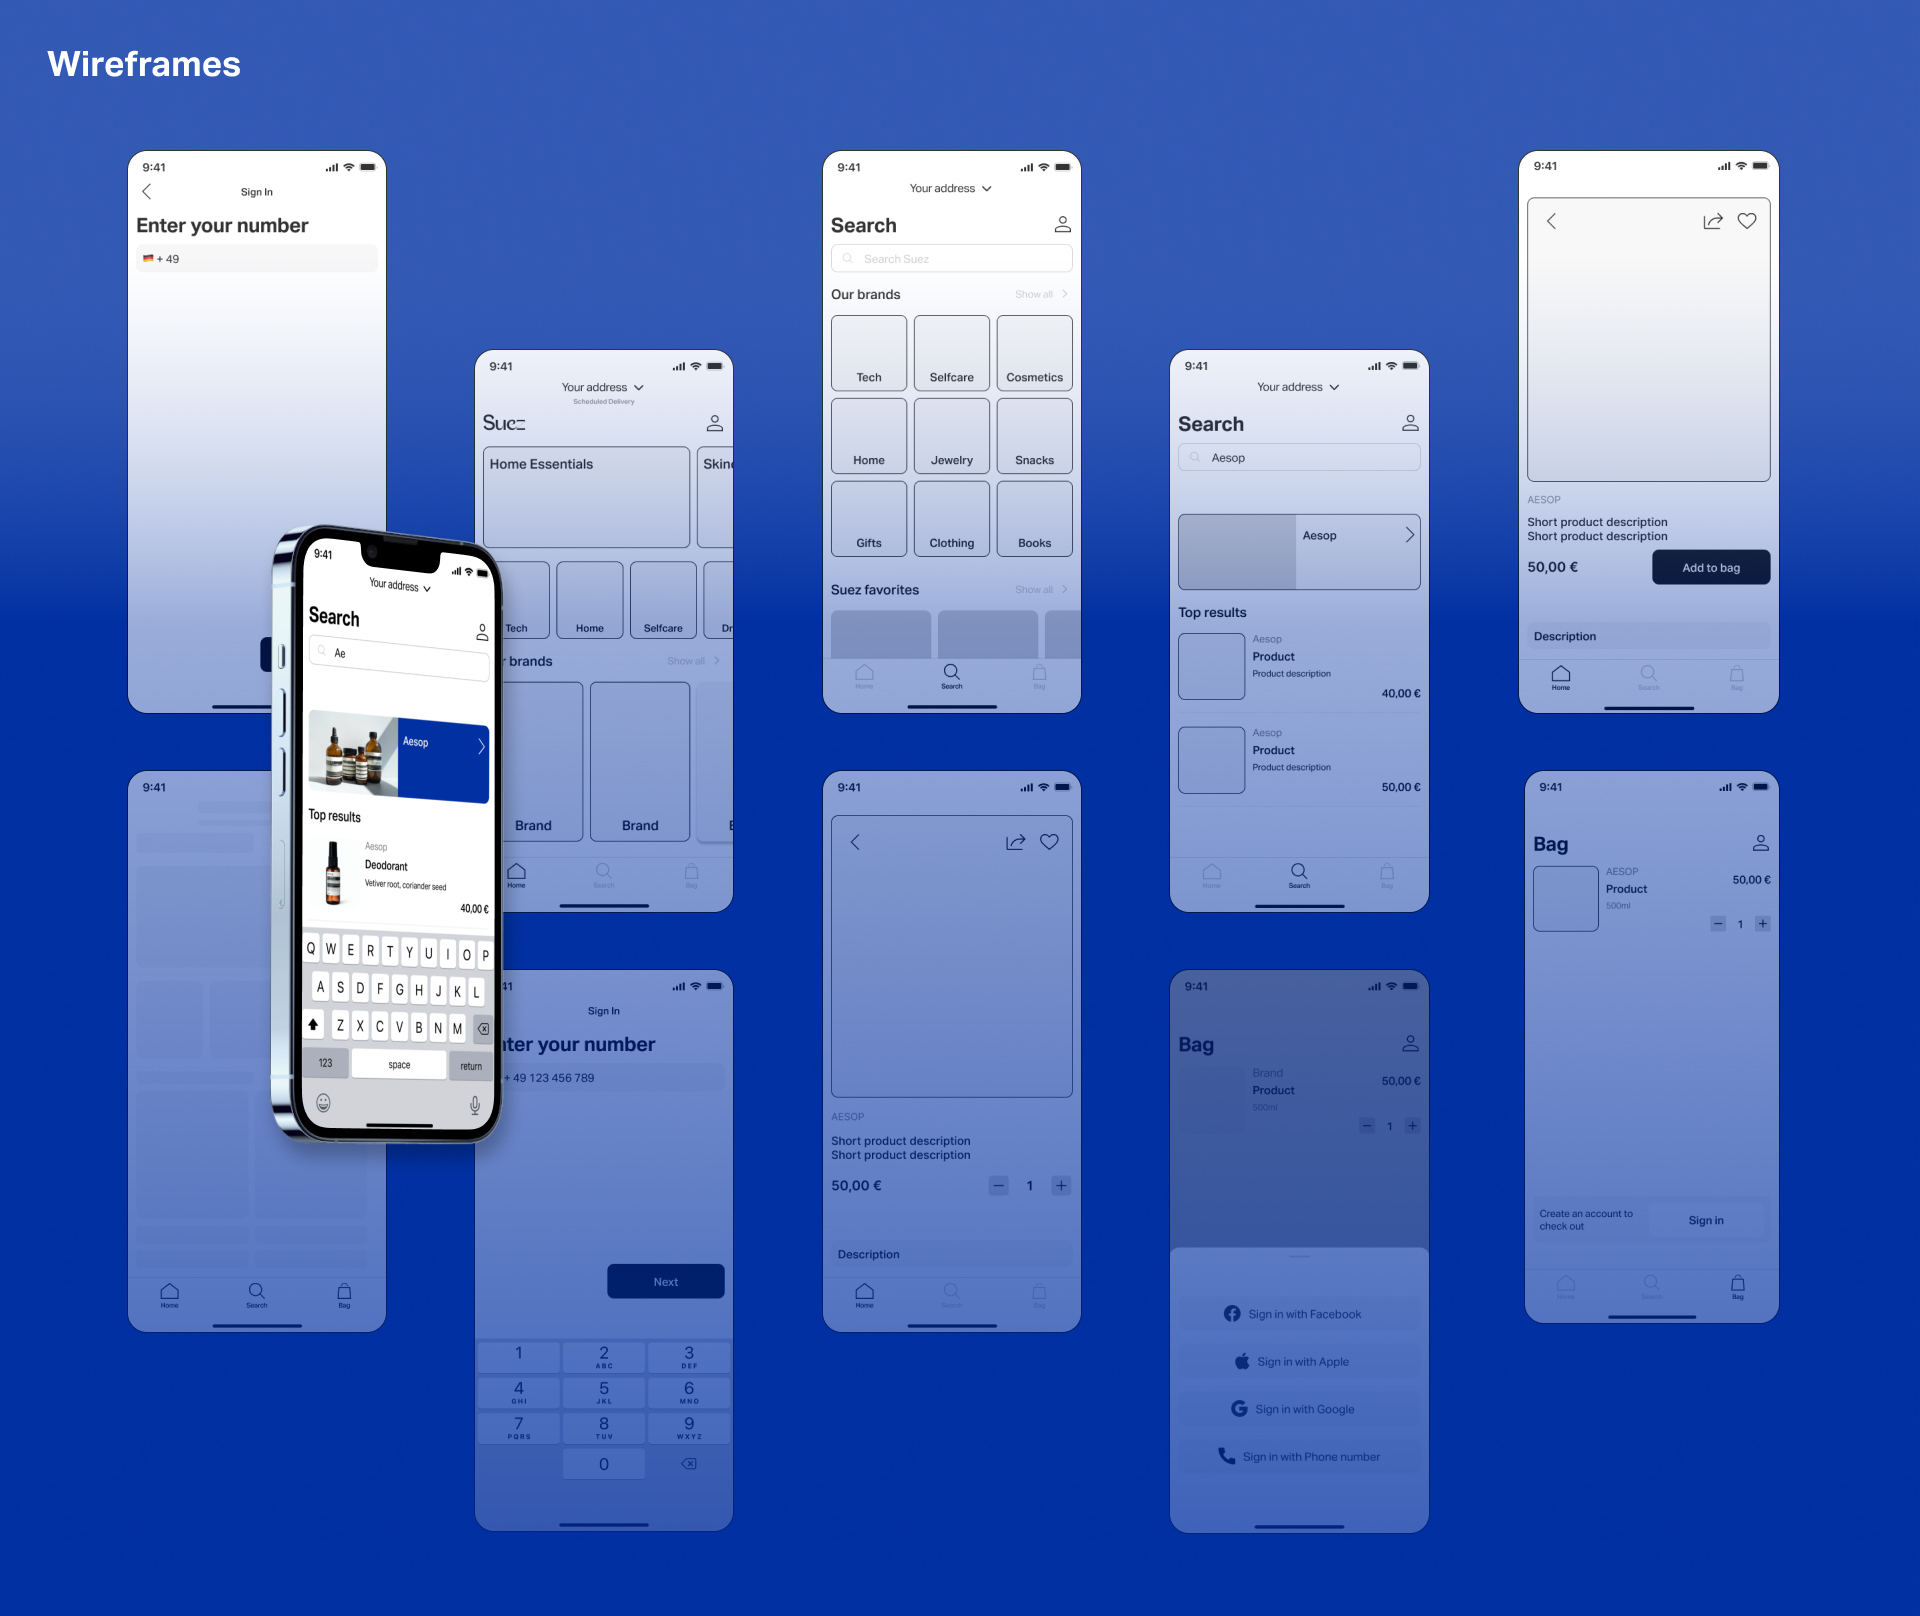 Wireframes
9:41
Sign In
Enter your number
+ 49
9:41
Your address
Scheduled Delivery
Suez
Home Essentials
Tech
Home
Selfcare
brands
Show all
Brand
Brand
Home
Search
Bag
9:41
Your address
Search
Search Suez
Our brands
Show all
Tech
Selfcare
Cosmetics
Home
Jewelry
Snacks
Gifts
Clothing
Books
Suez favorites
Show all
Home
Search
Bag
9:41
Your address
Search
Aesop
Aesop
Top results
Aesop
Product
Product description
40,00 €
Aesop
Product
Product description
50,00 €
Home
Search
Bag
9:41
AESOP
Short product description
Short product description
50,00 €
Add to bag
Description
Home
Search
Bag
9:41
Your address
Search
Ae
Aesop
Top results
Aesop
Deodorant
Vetiver root, coriander seed
40,00 €
Q W E R T Y U I O P
A S D F G H J K L
Z X C V B N M
123
space
return
9:41
Home
Search
Bag
Sign In
Enter your number
+ 49 123 456 789
Next
1
2 ABC
3 DEF
4 GHI
5 JKL
6 MNO
7 PQRS
8 TUV
9 WXYZ
0
9:41
AESOP
Short product description
Short product description
50,00 €
1
Description
Home
Search
Bag
9:41
Bag
Brand
Product
500ml
50,00 €
1
Sign in with Facebook
Sign in with Apple
Sign in with Google
Sign in with Phone number
9:41
Bag
AESOP
Product
500ml
50,00 €
1
Create an account to
check out
Sign in
Home
Search
Bag